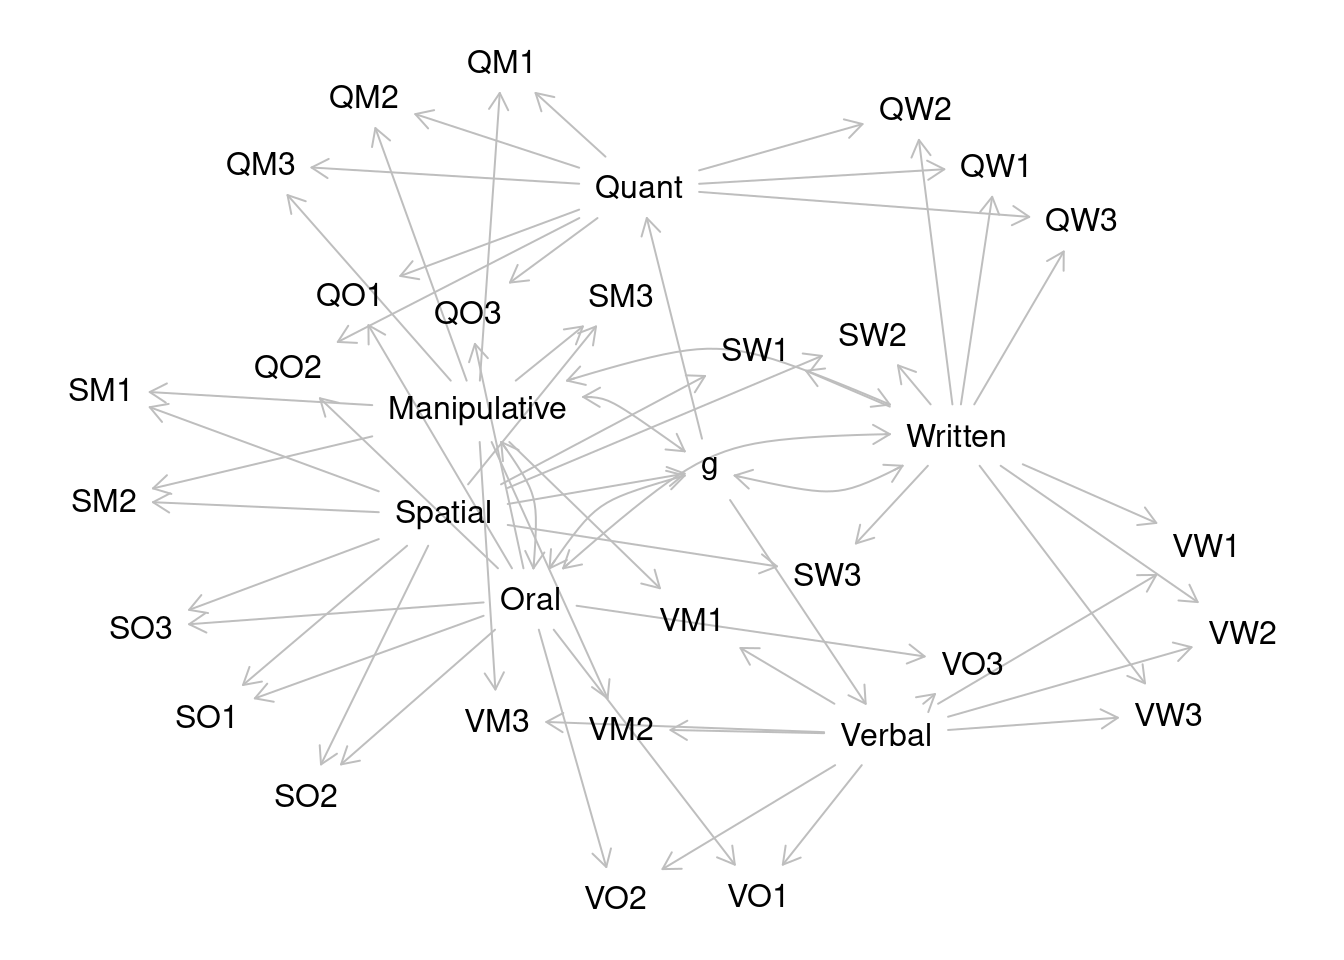 QM1
QM2
QW2
QM3
QW1
Quant
QW3
QO1
SM3
QO3
SW2
SW1
QO2
SM1
Manipulative
Written
g
SM2
Spatial
VW1
SW3
Oral
VM1
SO3
VW2
VO3
SO1
VW3
VM3
VM2
Verbal
SO2
VO2
VO1